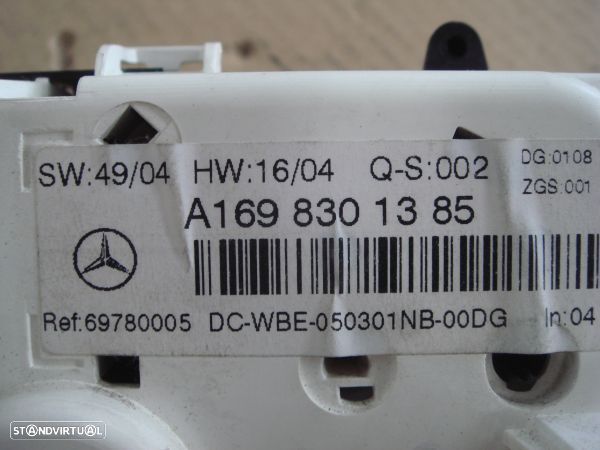 SW:49/04 HW:16/04 Q-S:002 DG:0108
ZGS:001
A169 830 13 85
Ref:69780005 DC-WBE-050301NB-00DG In:04
STANDVIRTUAL